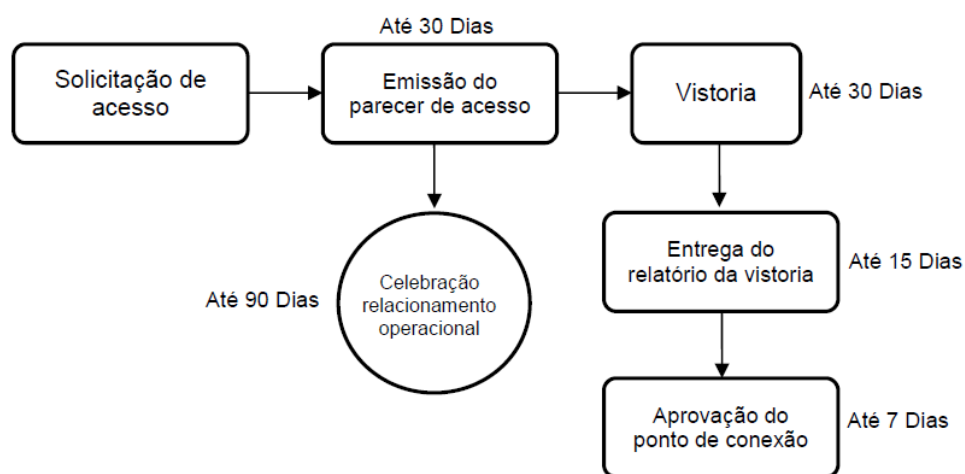 Até 30 Dias
Solicitação de
acesso
Emissão do
parecer de acesso
Vistoria
Até 30 Dias
Celebração
relacionamento
operacional
Até 90 Dias
Entrega do
relatório da vistoria
Até 15 Dias
Aprovação do
ponto de conexão
Até 7 Dias